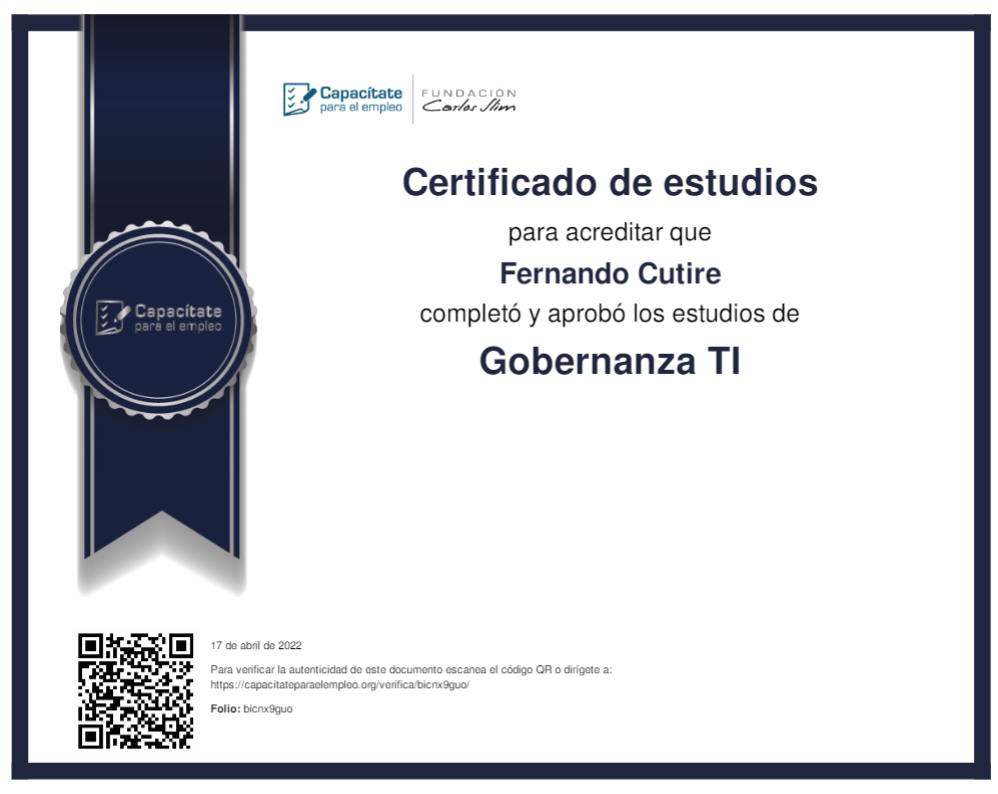 Capacítate
para el empleo
FUNDACIÓN
Carlos Slim
Certificado de estudios
para acreditar que
Fernando Cutire
completó y aprobó los estudios de
Gobernanza TI
Capacítate
para el empleo
17 de abril de 2022
Para verificar la autenticidad de este documento escanea el código QR o dirígete a:
https://capacitateparaelempleo.org/verifica/bicnx9guo/
Folio: bicnx9guo